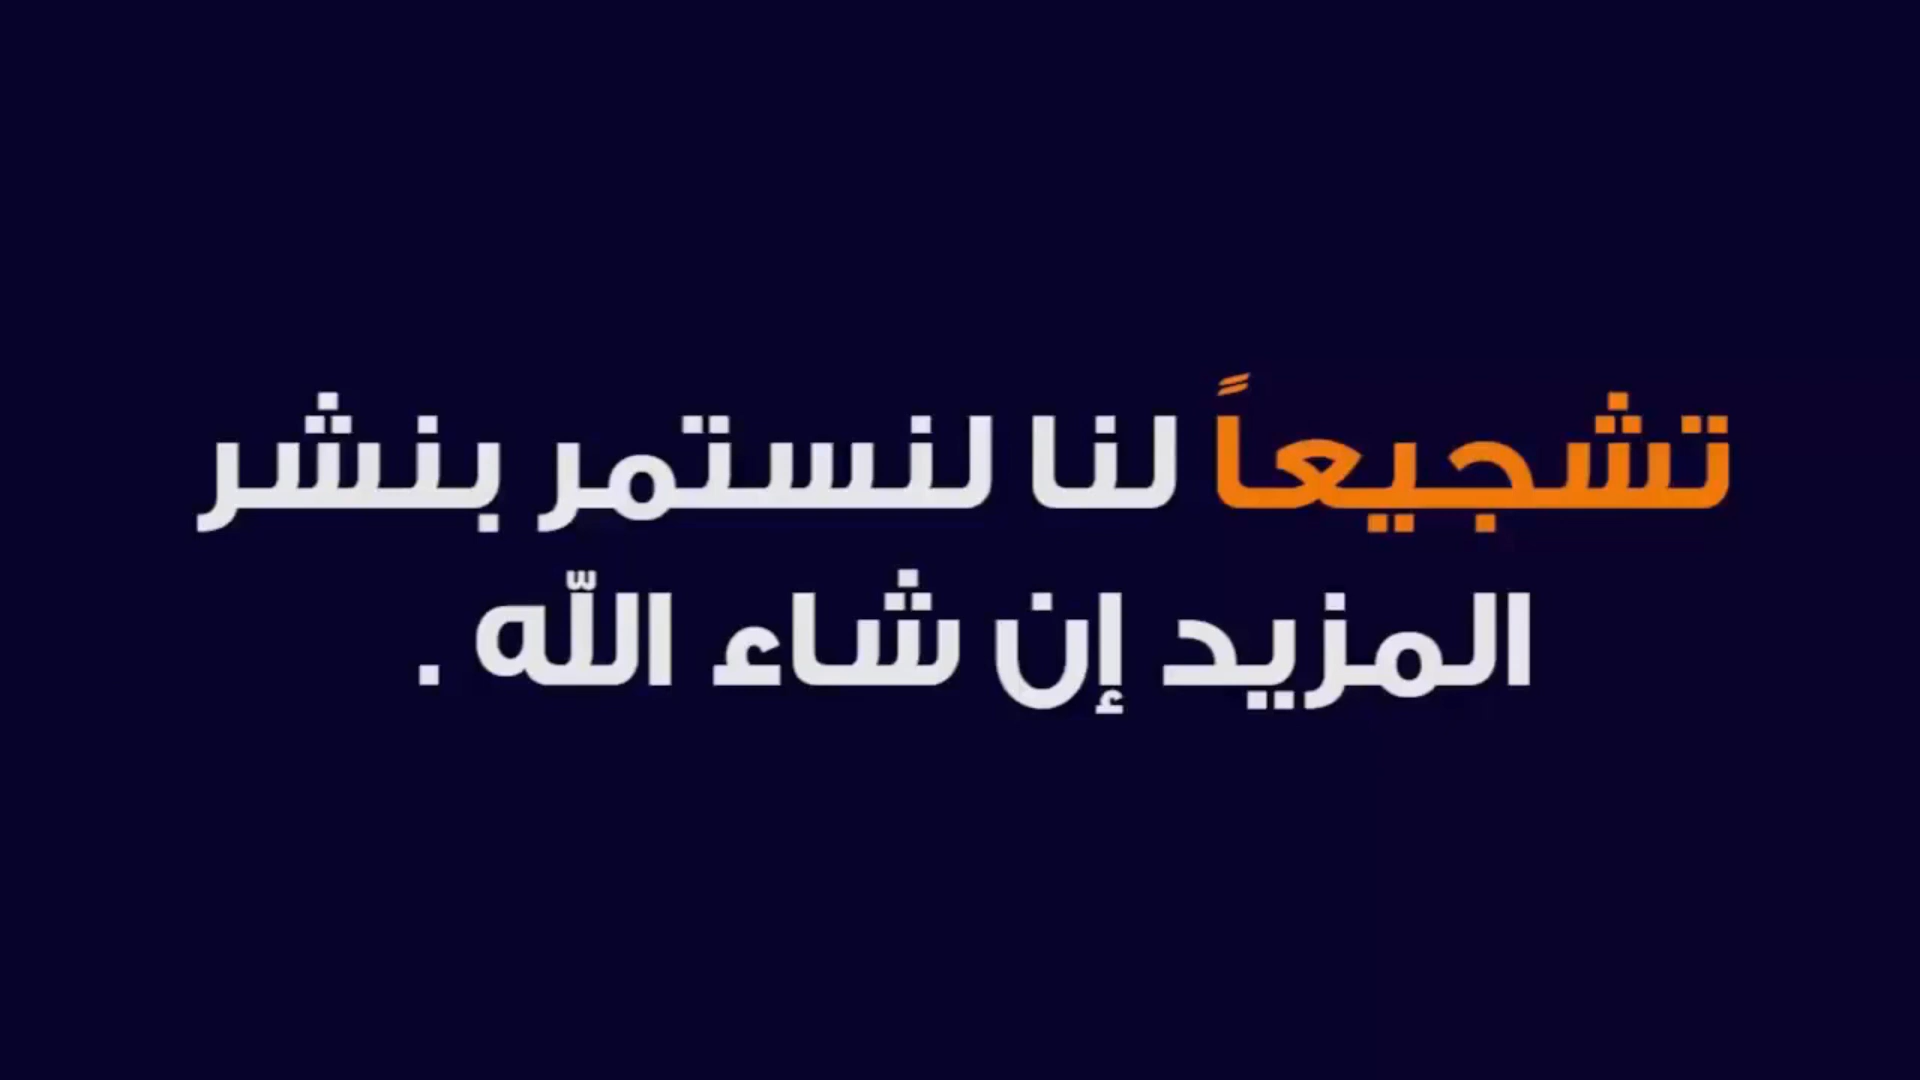 تشجيعاً لنا لنستمر بنشر
المزيد إن شاء اللّه .